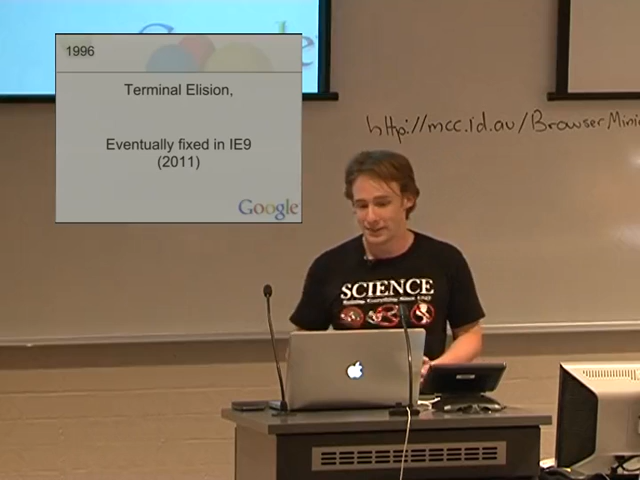 1996
Terminal Elision,
Eventually fixed in IE9
(2011)
Google
http://mcc.id.au/BrowserMini
SCIENCE